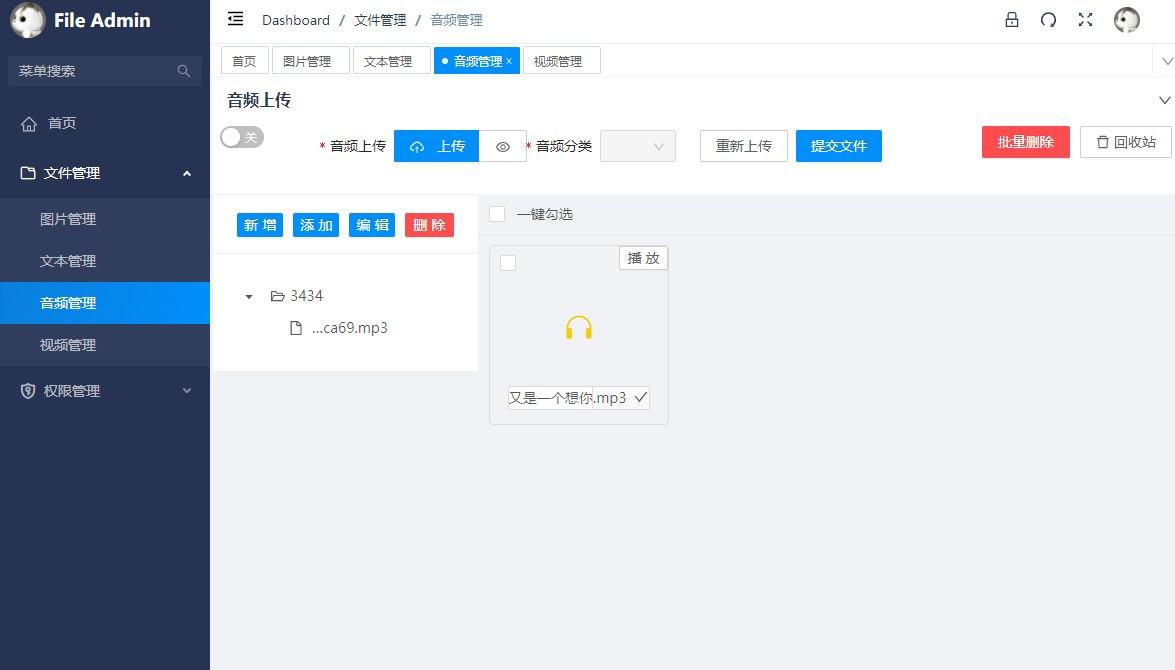 File Admin
Dashboard / 文件管理 / 音频管理
菜单搜索
首页
文件管理
图片管理
文本管理
音频管理
视频管理
权限管理
首页 图片管理 文本管理 音频管理 × 视频管理
音频上传
关
* 音频上传 上传 * 音频分类 重新上传 提交文件 批量删除 回收站
新增 添加 编辑 删除
3434
...ca69.mp3
一键勾选
播放
又是一个想你.mp3